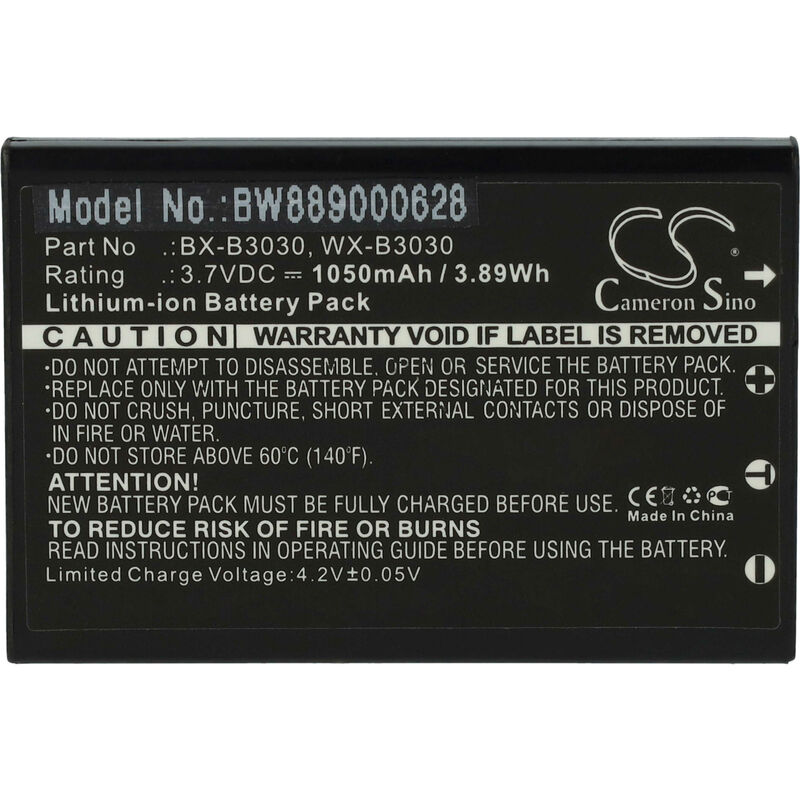 Model No.:BW889000628
Part No .:BX-B3030, WX-B3030
Rating .:3.7VDC ⎓ 1050mAh / 3.89Wh
Lithium-ion Battery Pack
CS
Cameron Sino
CAUTION WARRANTY VOID IF LABEL IS REMOVED
•DO NOT ATTEMPT TO DISASSEMBLE, OPEN OR SERVICE THE BATTERY PACK.
•REPLACE ONLY WITH THE BATTERY PACK DESIGNATED FOR THIS PRODUCT.
•DO NOT CRUSH, PUNCTURE, SHORT EXTERNAL CONTACTS OR DISPOSE OF
IN FIRE OR WATER.
•DO NOT STORE ABOVE 60°C (140°F).
ATTENTION!
NEW BATTERY PACK MUST BE FULLY CHARGED BEFORE USE.
TO REDUCE RISK OF FIRE OR BURNS
READ INSTRUCTIONS IN BATTERY GUIDE BEFORE USING THE BATTERY.
Limited Charge Voltage:4.2V±0.05V
CE
Made In China